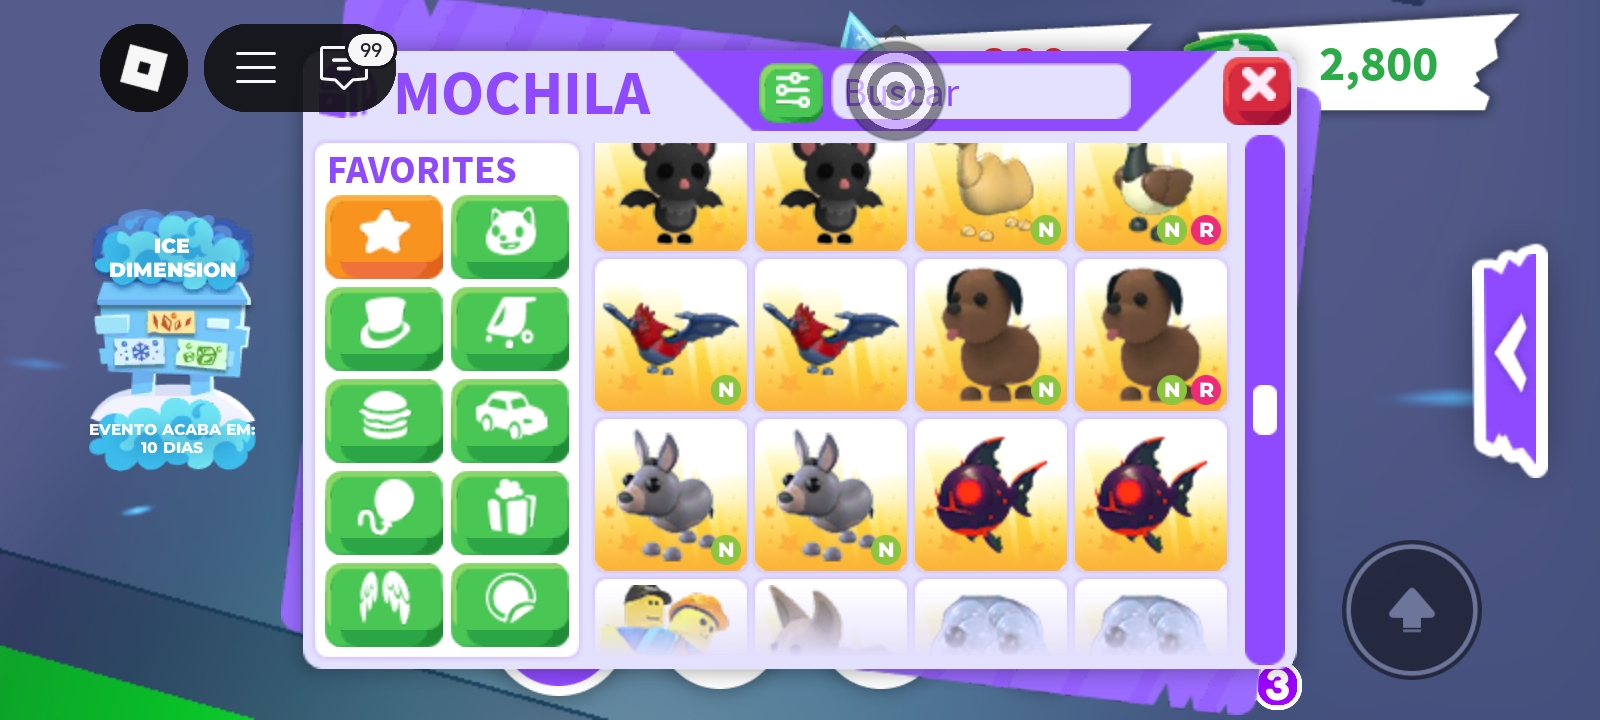 99
MOCHILA
Buscar
2,800
FAVORITES
N
N R
N
N
N R
N
N
ICE
DIMENSION
EVENTO ACABA EM:
10 DIAS
3